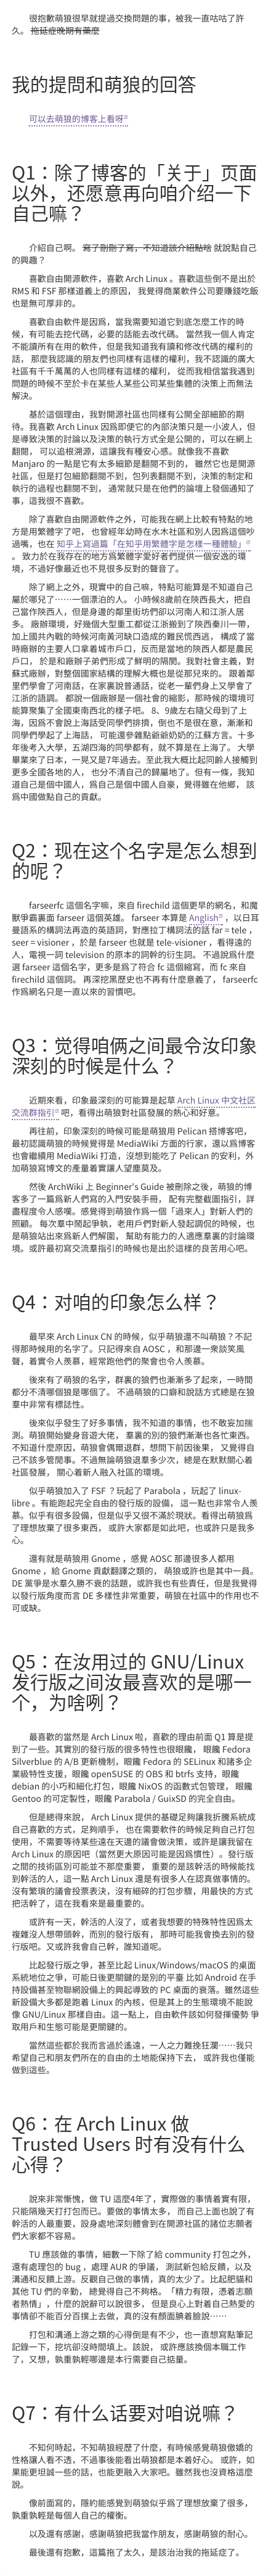 很抱歉萌狼很早就提過交換問題的事，被我一直咕咕了許
久。 拖延症晚期有藥麼
我的提問和萌狼的回答
可以去萌狼的博客上看呀
Q1：除了博客的「关于」页面
以外，还愿意再向咱介绍一下
自己嘛？
介紹自己啊。 寫了刪刪了寫，不知道該介紹點啥 就說點自己
的興趣？
喜歡自由開源軟件，喜歡 Arch Linux 。喜歡這些倒不是出於
RMS 和 FSF 那樣道義上的原因， 我覺得商業軟件公司要賺錢吃飯
也是無可厚非的。
喜歡自由軟件是因爲，當我需要知道它到底怎麼工作的時
候，有可能去挖代碼，必要的話能去改代碼。 當然我一個人肯定
不能讀所有在用的軟件，但是我知道我有讀和修改代碼的權利的
話， 那麼我認識的朋友們也同樣有這樣的權利，我不認識的廣大
社區有千千萬萬的人也同樣有這樣的權利， 從而我相信當我遇到
問題的時候不至於卡在某些人某些公司某些集體的決策上而無法
解決。
基於這個理由，我對開源社區也同樣有公開全部細節的期
待。我喜歡 Arch Linux 因爲即便它的內部決策只是一小波人，但
是導致決策的討論以及決策的執行方式全是公開的，可以在網上
翻閱， 可以追根溯源，這讓我有種安心感。就像我不喜歡
Manjaro 的一點是它有太多細節是翻閱不到的， 雖然它也是開源
社區，但是打包細節翻閱不到，包列表翻閱不到，決策的制定和
執行的過程也翻閱不到， 通常就只是在他們的論壇上發個通知了
事，這我很不喜歡。
除了喜歡自由開源軟件之外，可能我在網上比較有特點的地
方是用繁體字了吧， 也曾經年幼時在水木社區和別人因爲這個吵
過嘴，也在 知乎上寫過篇「在知乎用繁體字是怎樣一種體驗」
。 致力於在我存在的地方爲繁體字愛好者們提供一個安逸的環
境，不過好像最近也不見很多反對的聲音了。
除了網上之外，現實中的自己嘛，特點可能算是不知道自己
屬於哪兒了……一個漂泊的人。 小時候8歲前在陝西長大，把自
己當作陝西人，但是身邊的鄰里街坊們卻以河南人和江浙人居
多。 廠辦環境，好幾個大型重工都從江浙搬到了陝西秦川一帶，
加上國共內戰的時候河南黃河缺口造成的難民慌西逃， 構成了當
時廠辦的主要人口拿着城市戶口，反而是當地的陝西人都是農民
戶口， 於是和廠辦子弟們形成了鮮明的隔閡。我對社會主義，對
蘇式廠辦，對整個國家結構的理解大概也是從那兒來的。 跟着鄰
里們學會了河南話，在家裏說普通話，從老一輩們身上又學會了
江浙的語調。 都說一個廠辦是一個社會的縮影，那時候的環境可
能算聚集了全國東南西北的樣子吧。 8、9歲左右隨父母到了上
海，因爲不會說上海話受同學們排擠，倒也不是很在意，漸漸和
同學們學起了上海話， 可能還參雜點爺爺奶奶的江蘇方言。十多
年後考入大學，五湖四海的同學都有，就不算是在上海了。 大學
畢業來了日本，一晃又是7年過去。至此我大概比起同齡人接觸到
更多全國各地的人， 也分不清自己的歸屬地了。但有一條，我知
道自己是個中國人，爲自己是個中國人自豪，覺得雖在他鄉， 該
爲中國做點自己的貢獻。
Q2：现在这个名字是怎么想到
的呢？
farseerfc 這個名字嘛，來自 firechild 這個更早的網名，和魔
獸爭霸裏面 farseer 這個英雄。 farseer 本算是 Anglish ，以日耳
曼語系的構詞法再造的英語詞，對應拉丁構詞法的話 far = tele ，
seer = visioner ，於是 farseer 也就是 tele-visioner ，看得遠的
人，電視一詞 television 的原本的詞幹的衍生詞。 不過說爲什麼
選 farseer 這個名字，更多是爲了符合 fc 這個縮寫，而 fc 來自
firechild 這個詞。 再深挖黑歷史也不再有什麼意義了， farseerfc
作爲網名只是一直以來的習慣吧。
Q3：觉得咱俩之间最令汝印象
深刻的时候是什么？
近期來看，印象最深刻的可能算是起草 Arch Linux 中文社区
交流群指引 吧，看得出萌狼對社區發展的熱心和好意。
再往前，印象深刻的時候可能是萌狼用 Pelican 搭博客吧，
最初認識萌狼的時候覺得是 MediaWiki 方面的行家，還以爲博客
也會繼續用 MediaWiki 打造，沒想到能吃了 Pelican 的安利，外
加萌狼寫博文的產量着實讓人望塵莫及。
然後 ArchWiki 上 Beginner's Guide 被刪除之後，萌狼的博
客多了一篇爲新人們寫的入門安裝手冊， 配有完整截圖指引，詳
盡程度令人感嘆。感覺得到萌狼作爲一個「過來人」對新人們的
照顧。 每次羣中鬧起爭執，老用戶們對新人發起調侃的時候，也
是萌狼站出來爲新人們解圍， 幫助有能力的人適應羣裏的討論環
境。或許最初寫交流羣指引的時候也是出於這樣的良苦用心吧。
Q4：对咱的印象怎么样？
最早來 Arch Linux CN 的時候，似乎萌狼還不叫萌狼？不記
得那時候用的名字了。只記得來自 AOSC ，和那邊一衆談笑風
聲，着實令人羨慕，經常跑他們的聚會也令人羨慕。
後來有了萌狼的名字，群裏的狼們也漸漸多了起來，一時間
都分不清哪個狼是哪個了。 不過萌狼的口癖和說話方式總是在狼
羣中非常有標誌性。
後來似乎發生了好多事情，我不知道的事情，也不敢妄加揣
測。萌狼開始變身音遊大佬， 羣裏的別的狼們漸漸也各忙東西。
不知道什麼原因，萌狼會偶爾退群，想問下前因後果， 又覺得自
己不該多管閒事。不過無論萌狼退羣多少次，總是在默默關心着
社區發展， 關心着新人融入社區的環境。
似乎萌狼加入了 FSF ？玩起了 Parabola ，玩起了 linux-
libre 。有能跑起完全自由的發行版的設備， 這一點也非常令人羨
慕。似乎有很多設備，但是似乎又很不滿於現狀。看得出萌狼爲
了理想放棄了很多東西， 或許大家都是如此吧，也或許只是我多
心。
還有就是萌狼用 Gnome ，感覺 AOSC 那邊很多人都用
Gnome ，給 Gnome 貢獻翻譯之類的， 萌狼或許也是其中一員。
DE 黨爭是水羣久勝不衰的話題，或許我也有些責任，但是我覺得
以發行版角度而言 DE 多樣性非常重要，萌狼在社區中的作用也不
可或缺。
Q5：在汝用过的 GNU/Linux
发行版之间汝最喜欢的是哪一
个，为啥咧？
最喜歡的當然是 Arch Linux 啦，喜歡的理由前面 Q1 算是提
到了一些。其實別的發行版的很多特性也很眼饞， 眼饞 Fedora
Silverblue 的 A/B 更新機制，眼饞 Fedora 的 SELinux 和諸多企
業級特性支援，眼饞 openSUSE 的 OBS 和 btrfs 支持，眼饞
debian 的小巧和細化打包，眼饞 NixOS 的函數式包管理， 眼饞
Gentoo 的可定製性，眼饞 Parabola / GuixSD 的完全自由。
但是總得來說， Arch Linux 提供的基礎足夠讓我折騰系統成
自己喜歡的方式，足夠順手， 也在需要軟件的時候足夠自己打包
使用，不需要等待某些遠在天邊的議會做決策，或許是讓我留在
Arch Linux 的原因吧（當然更大原因可能是因爲慣性）。發行版
之間的技術區別可能並不那麼重要， 重要的是該幹活的時候能找
到幹活的人，這一點 Arch Linux 還是有很多人在認真做事情的。
沒有繁瑣的議會投票表決，沒有細碎的打包步驟，用最快的方式
把活幹了，這在我看來是最重要的。
或許有一天，幹活的人沒了，或者我想要的特殊特性因爲太
複雜沒人想帶頭幹，而別的發行版有， 那時可能我會換去別的發
行版吧。又或許我會自己幹，誰知道呢。
比起發行版之爭，甚至比起 Linux/Windows/macOS 的桌面
系統地位之爭，可能日後更關鍵的是別的平臺 比如 Android 在手
持設備甚至物聯網設備上的興起導致的 PC 桌面的衰落。雖然這些
新設備大多都是跑着 Linux 的內核，但是其上的生態環境不能說
像 GNU/Linux 那樣自由。這一點上，自由軟件該如何發揮優勢 爭
取用戶和生態可能是更關鍵的。
當然這些都於我而言過於遙遠，一人之力難挽狂瀾……我只
希望自己和朋友們所在的自由的土地能保持下去， 或許我也僅能
做到這些。
Q6：在 Arch Linux 做
Trusted Users 时有没有什么
心得？
說來非常慚愧，做 TU 這麼4年了，實際做的事情着實有限，
只能隔幾天打打包而已。要做的事情太多， 而自己上面也說了有
幹活的人最重要，設身處地深刻體會到在開源社區的諸位志願者
們大家都不容易。
TU 應該做的事情，細數一下除了給 community 打包之外，
還有處理包的 bug ，處理 AUR 的爭議， 測試新包給反饋，以及
溝通和反饋上游。反觀自己做的事情，真的太少了。比起肥貓和
其他 TU 們的辛勤， 總覺得自己不夠格。「精力有限，憑着志願
者熱情」，什麼的說辭可以說很多， 但是良心上對着自己熱愛的
事情卻不能百分百撲上去做，真的沒有顏面腆着臉說……
打包和溝通上游之類的心得倒是有不少，也一直想寫點筆記
記錄一下，挖坑卻沒時間填上。該說， 或許應該換個本職工作
了，又想，孰重孰輕哪邊是本行需要自己掂量。
Q7：有什么话要对咱说嘛？
不知何時起，不知萌狼經歷了什麼，有時候感覺萌狼傲嬌的
性格讓人看不透，不過事後能看出萌狼都是本着好心。 或許，如
果能更坦誠一些的話，也能更融入大家吧。雖然我也沒資格這麼
說。
像前面寫的，隱約能感覺到萌狼似乎爲了理想放棄了很多，
孰重孰輕是每個人自己的權衡。
以及還有感謝，感謝萌狼把我當作朋友，感謝萌狼的耐心。
最後還有抱歉，這篇拖了太久，是該治治我的拖延症了。